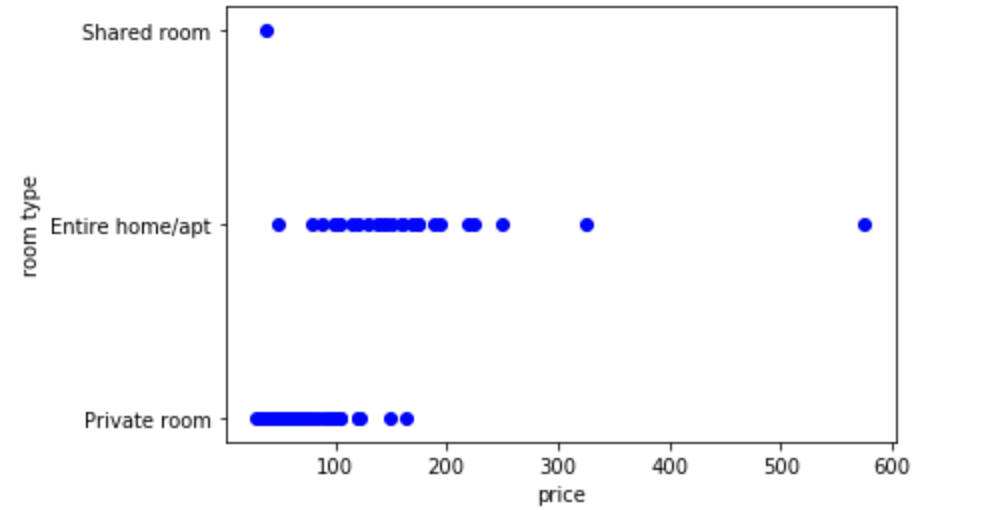 Shared room
room type
Entire home/apt
Private room
100 200 300 400 500 600
price